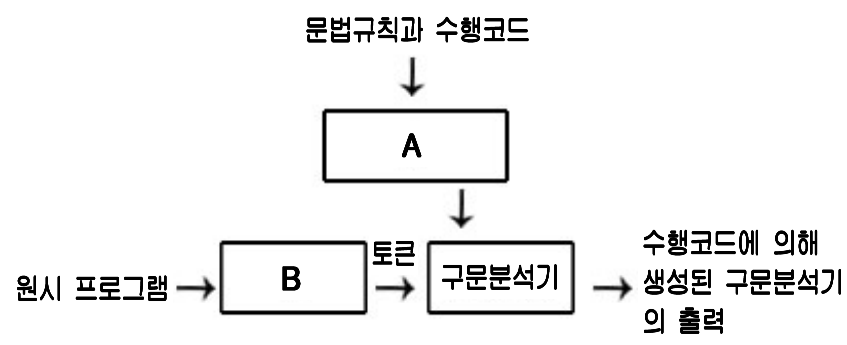 문법규칙과 수행코드
A
원시 프로그램
B
토큰
구문분석기
수행코드에 의해
생성된 구문분석기
의 출력